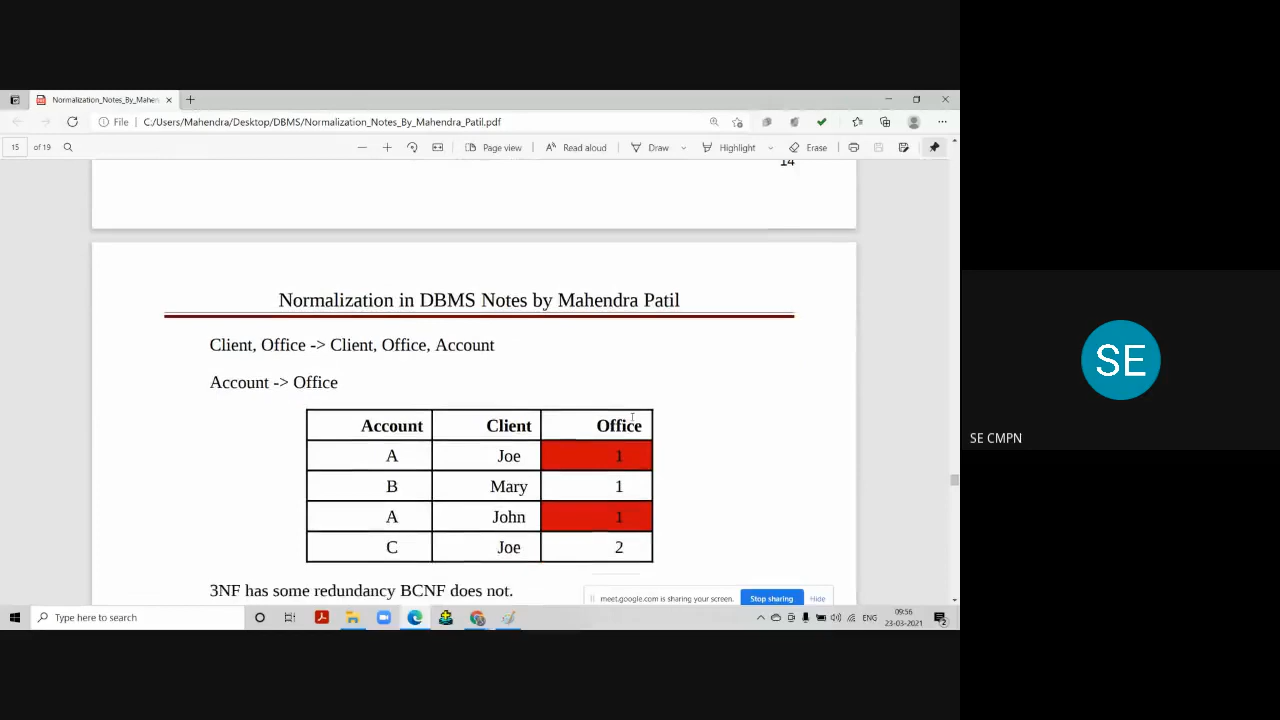 Normalization_Notes_By_Mahen
File
C:/Users/Mahendra/Desktop/DBMS/Normalization_Notes_By_Mahendra_Patil.pdf
15 of 19
Page view
Read aloud
Draw
Highlight
Erase
14
Normalization in DBMS Notes by Mahendra Patil
Client, Office -> Client, Office, Account
Account -> Office
Account Client Office
A Joe 1
B Mary 1
A John 1
C Joe 2
3NF has some redundancy BCNF does not.
meet.google.com is sharing your screen. Stop sharing Hide
Type here to search
ENG
09:56
23-03-2021
2
SE
SE CMPN